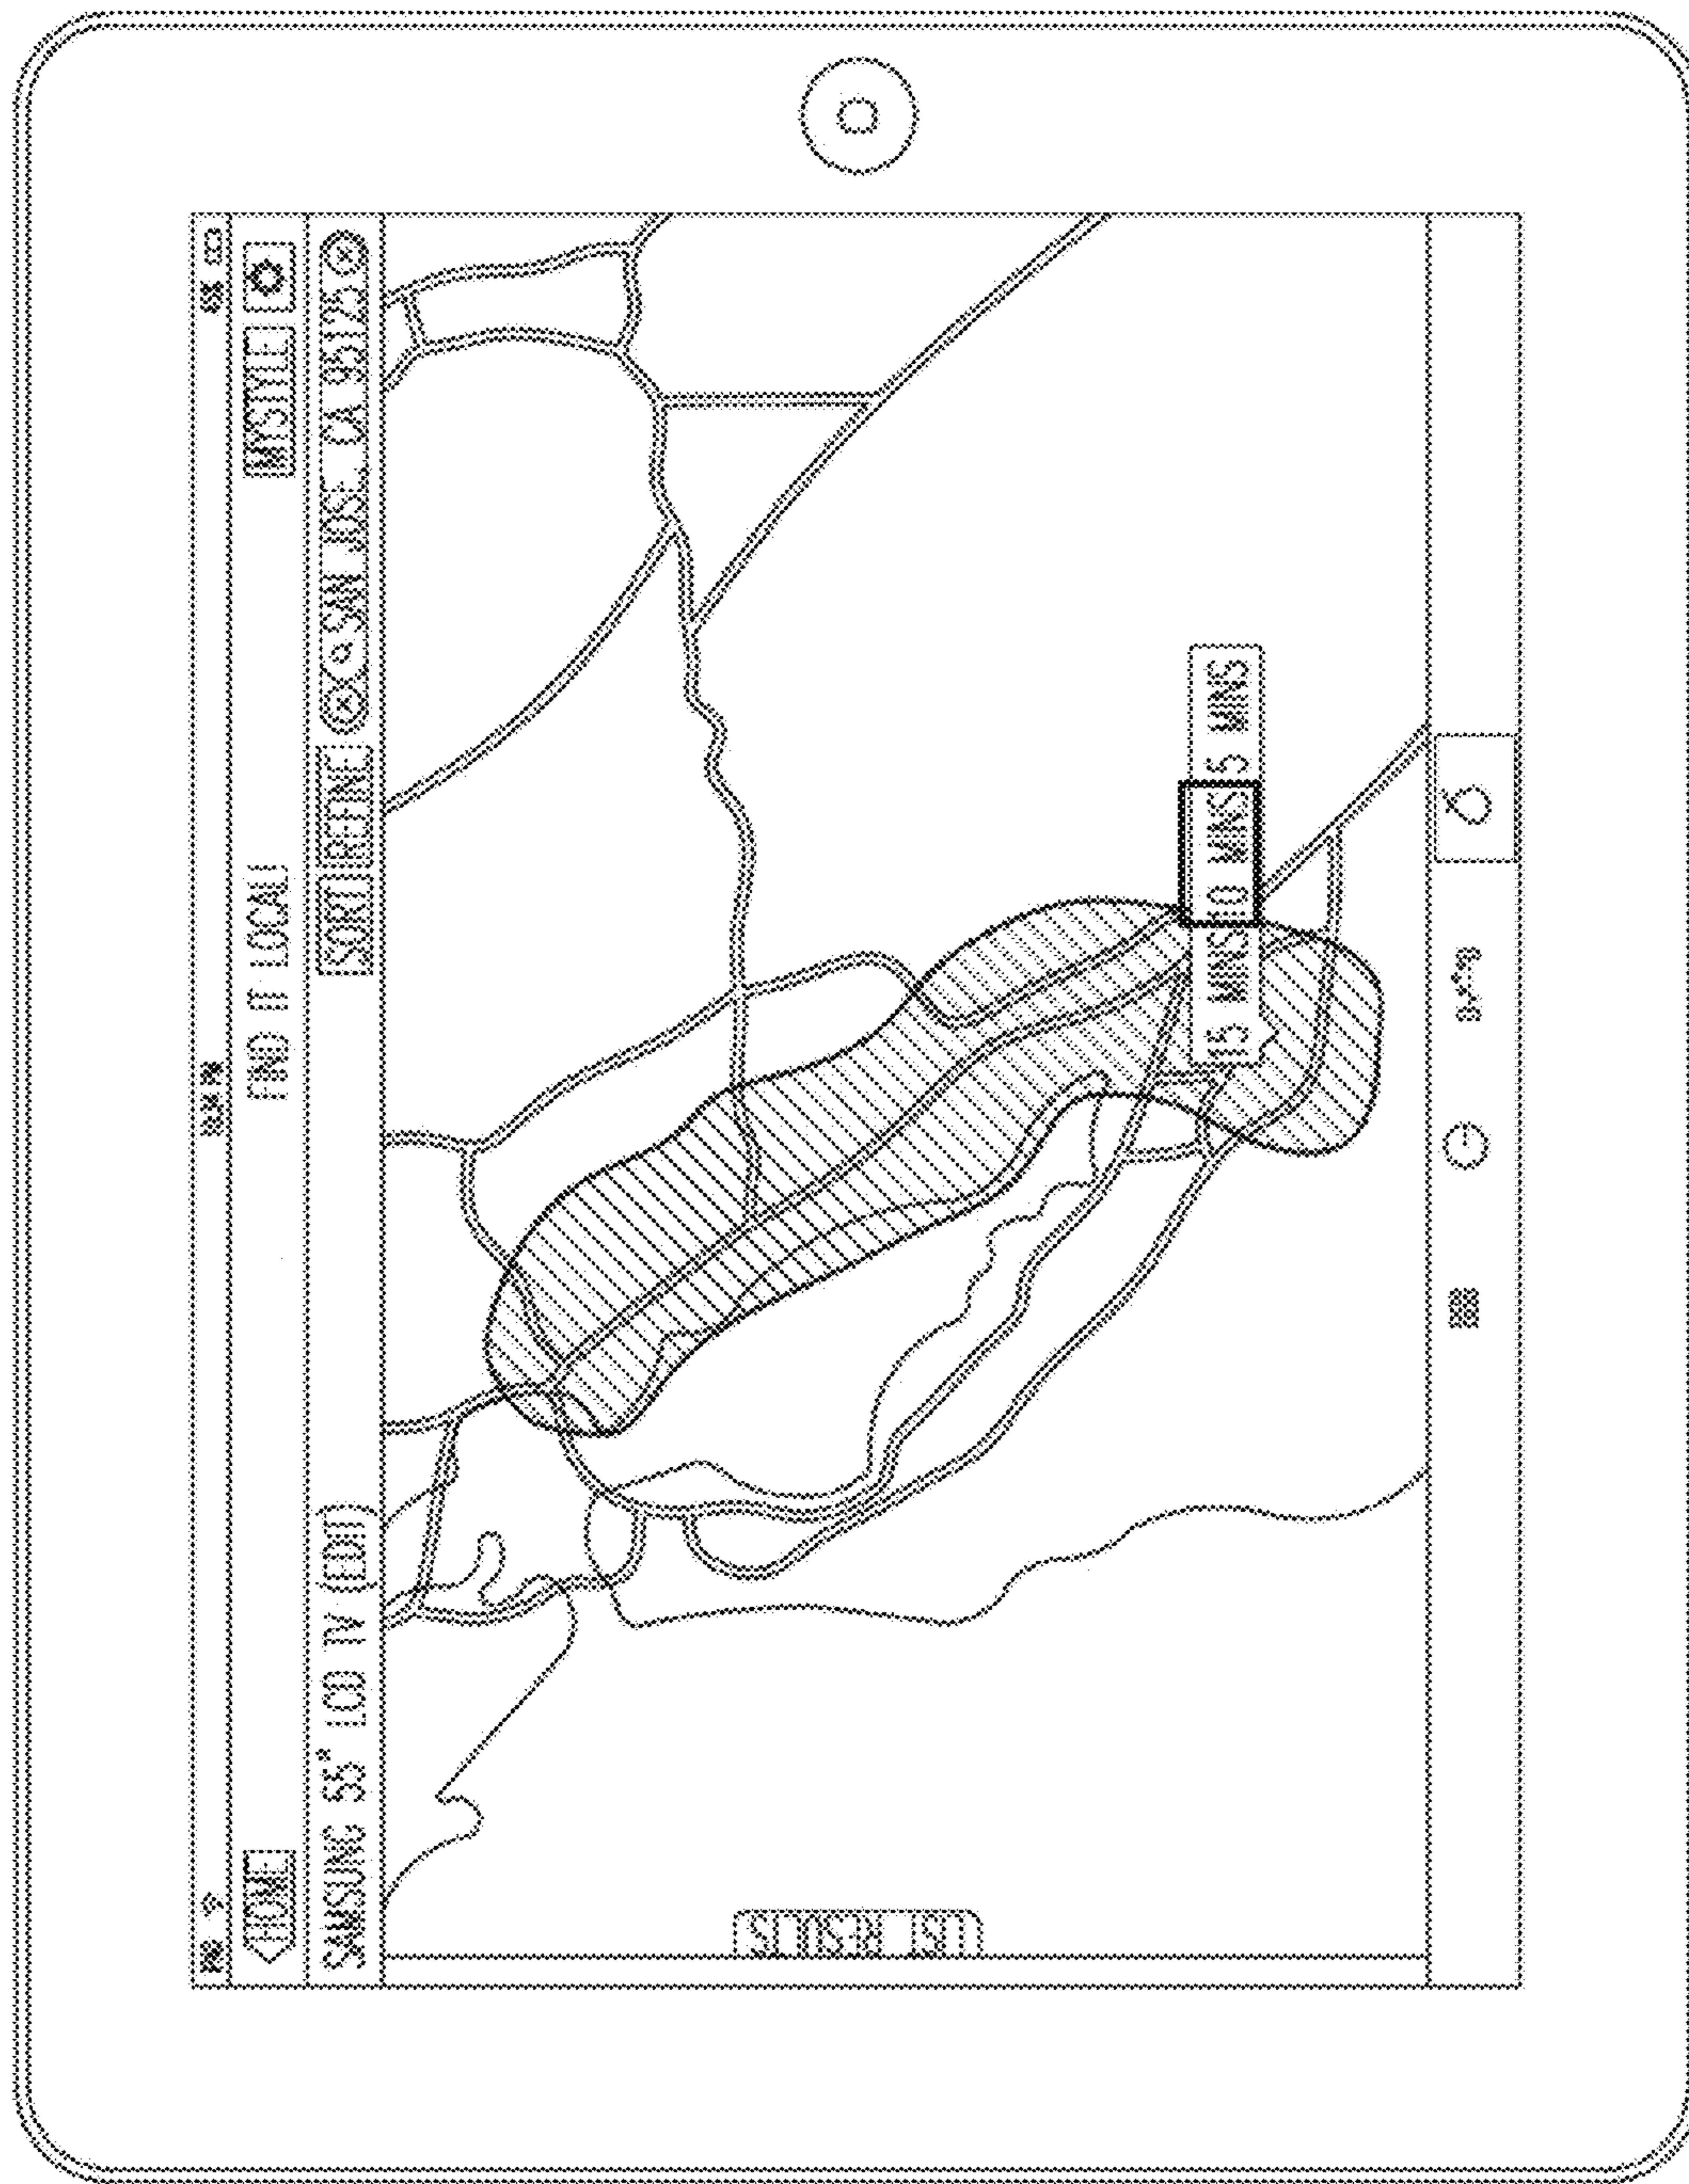 FIND IT LOCAL!
HOME
MYSTYLE
SAMSUNG 55" LCD TV (EDIT)
SORT REFINE
SAN JOSE, CA 95125
15 MINS 10 MINS 5 MINS
LIST RESULTS